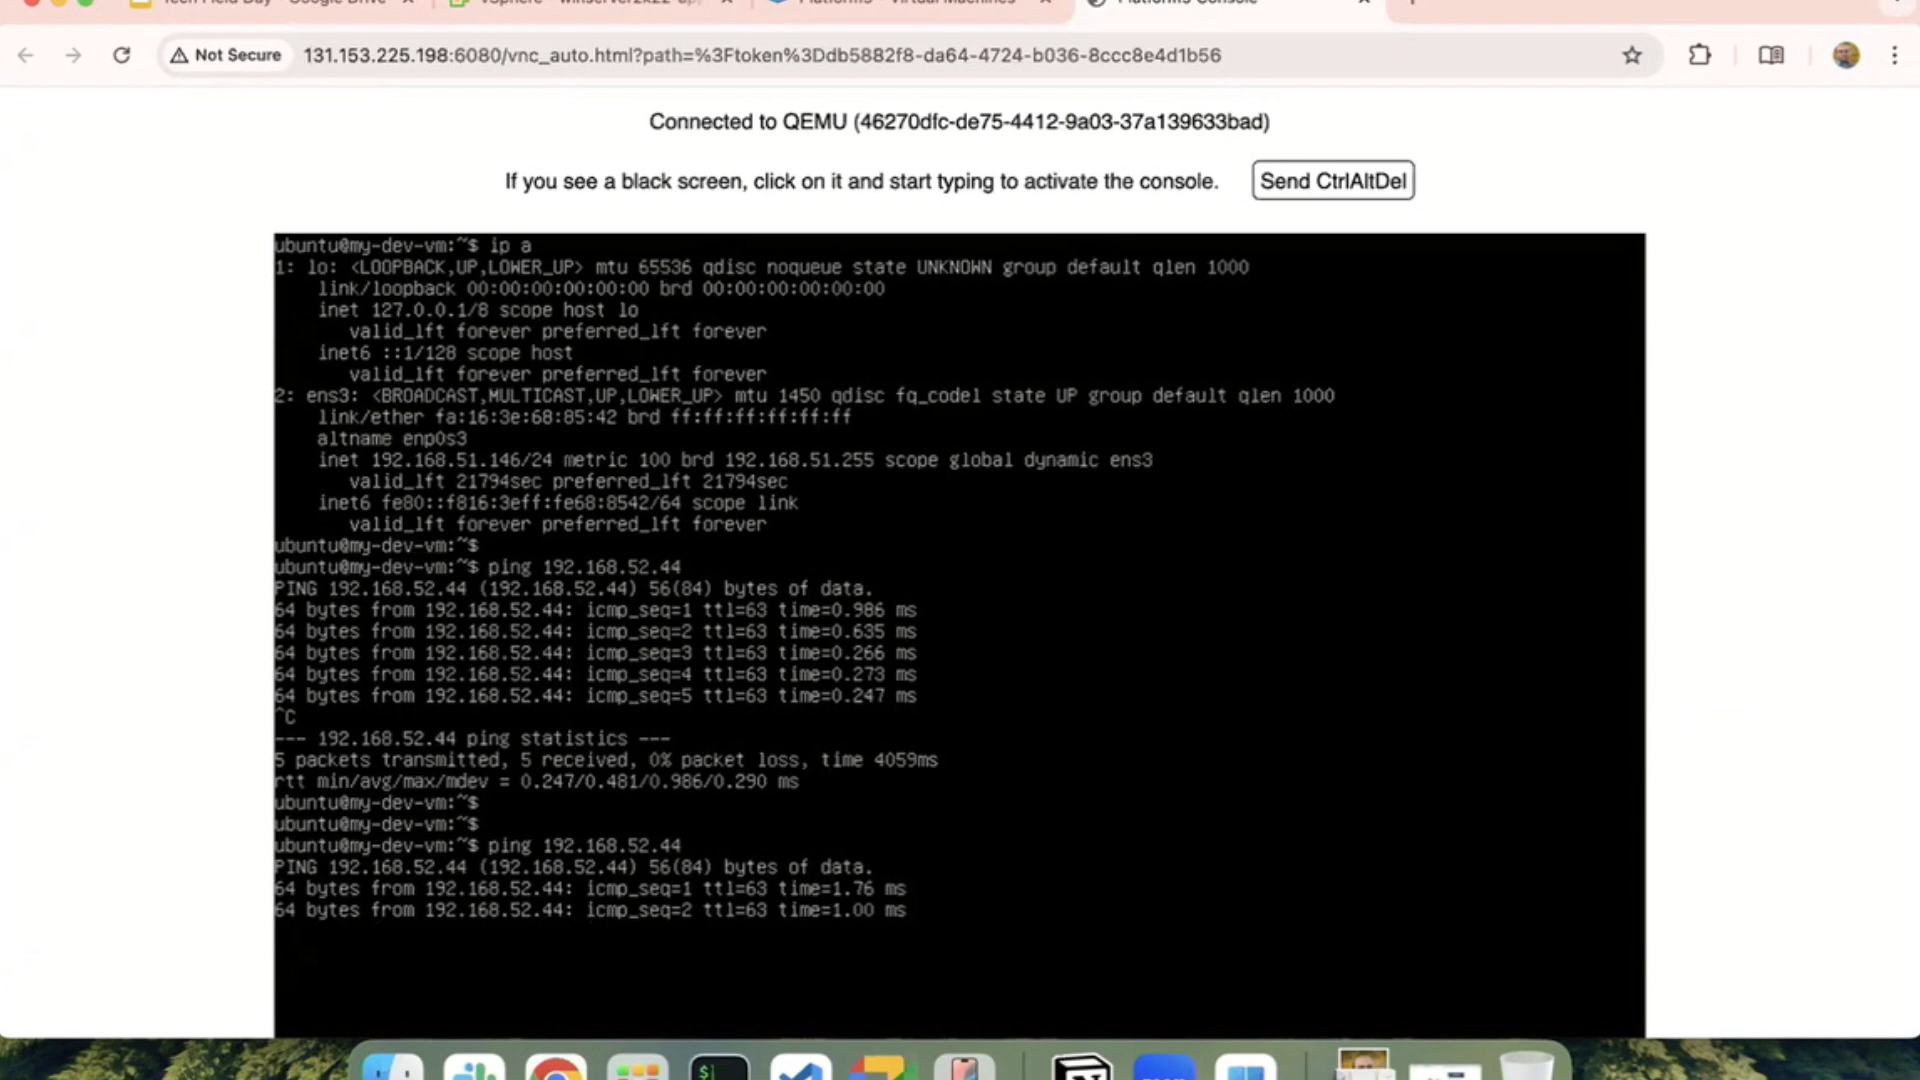 Tech Field Day - Google Drive
Platform9 - Virtual Machines
Platform9 Console
Not Secure
131.153.225.198:6080/vnc_auto.html?path=%3Ftoken%3Ddb5882f8-da64-4724-b036-8ccc8e4d1b56
Connected to QEMU (46270dfc-de75-4412-9a03-37a139633bad)
If you see a black screen, click on it and start typing to activate the console.
Send CtrlAltDel
ubuntu@my-dev-vm:~$ ip a
1: lo: <LOOPBACK,UP,LOWER_UP> mtu 65536 qdisc noqueue state UNKNOWN group default qlen 1000
link/loopback 00:00:00:00:00:00 brd 00:00:00:00:00:00
inet 127.0.0.1/8 scope host lo
valid_lft forever preferred_lft forever
inet6 ::1/128 scope host
valid_lft forever preferred_lft forever
2: ens3: <BROADCAST,MULTICAST,UP,LOWER_UP> mtu 1450 qdisc fq_codel state UP group default qlen 1000
link/ether fa:16:3e:68:85:42 brd ff:ff:ff:ff:ff:ff
altname enp0s3
inet 192.168.51.146/24 metric 100 brd 192.168.51.255 scope global dynamic ens3
valid_lft 21794sec preferred_lft 21794sec
inet6 fe80::f816:3eff:fe68:8542/64 scope link
valid_lft forever preferred_lft forever
ubuntu@my-dev-vm:~$
ubuntu@my-dev-vm:~$ ping 192.168.52.44
PING 192.168.52.44 (192.168.52.44) 56(84) bytes of data.
64 bytes from 192.168.52.44: icmp_seq=1 ttl=63 time=0.986 ms
64 bytes from 192.168.52.44: icmp_seq=2 ttl=63 time=0.635 ms
64 bytes from 192.168.52.44: icmp_seq=3 ttl=63 time=0.266 ms
64 bytes from 192.168.52.44: icmp_seq=4 ttl=63 time=0.273 ms
64 bytes from 192.168.52.44: icmp_seq=5 ttl=63 time=0.247 ms
^C
--- 192.168.52.44 ping statistics ---
5 packets transmitted, 5 received, 0% packet loss, time 4059ms
rtt min/avg/max/mdev = 0.247/0.481/0.986/0.290 ms
ubuntu@my-dev-vm:~$
ubuntu@my-dev-vm:~$
ubuntu@my-dev-vm:~$ ping 192.168.52.44
PING 192.168.52.44 (192.168.52.44) 56(84) bytes of data.
64 bytes from 192.168.52.44: icmp_seq=1 ttl=63 time=1.76 ms
64 bytes from 192.168.52.44: icmp_seq=2 ttl=63 time=1.00 ms